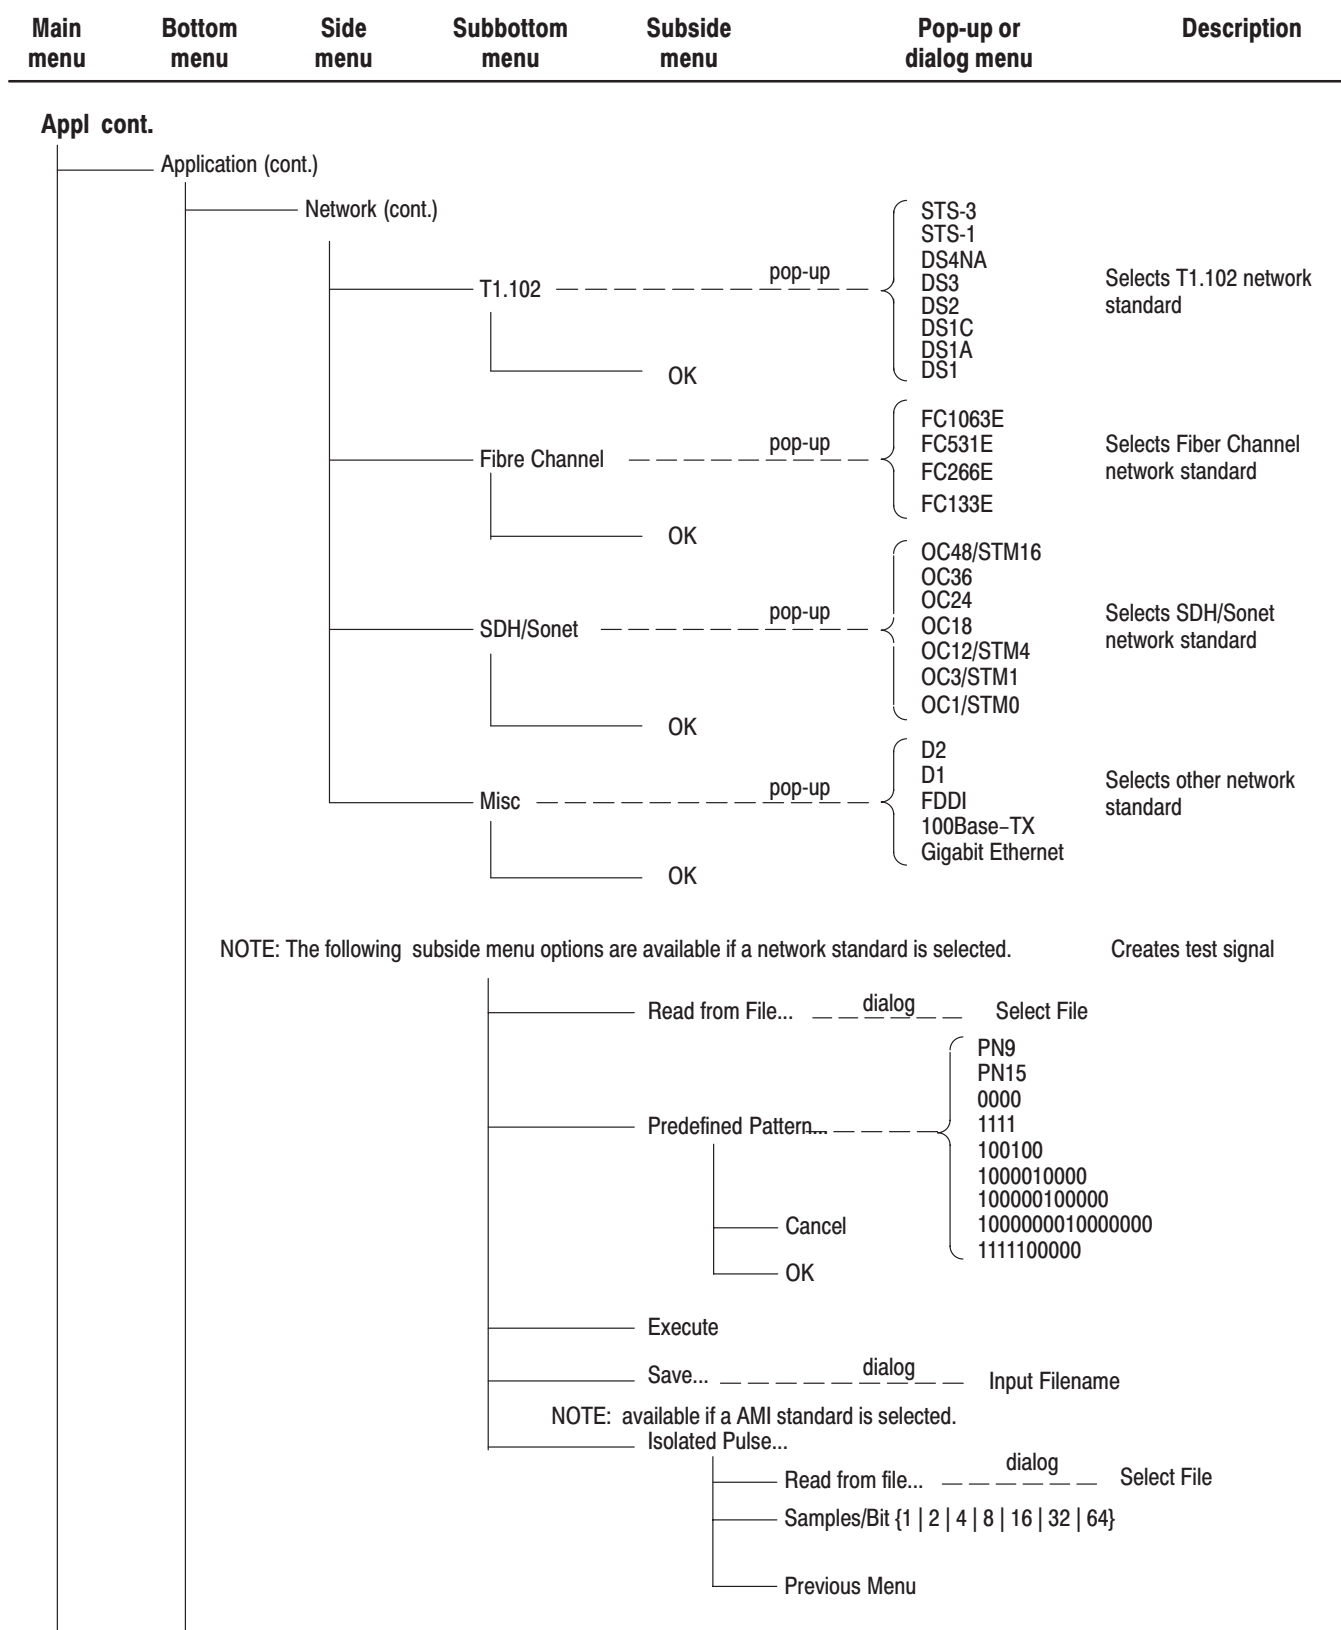 Main menu
Bottom menu
Side menu
Subbottom menu
Subside menu
Pop-up or dialog menu
Description
Appl cont.
Application (cont.)
Network (cont.)
T1.102
pop-up
STS-3
STS-1
DS4NA
DS3
DS2
DS1C
DS1A
DS1
Selects T1.102 network
standard
OK
Fibre Channel
pop-up
FC1063E
FC531E
FC266E
FC133E
Selects Fiber Channel
network standard
OK
SDH/Sonet
pop-up
OC48/STM16
OC36
OC24
OC18
OC12/STM4
OC3/STM1
OC1/STM0
Selects SDH/Sonet
network standard
OK
Misc
pop-up
D2
D1
FDDI
100Base–TX
Gigabit Ethernet
Selects other network
standard
OK
NOTE: The following subside menu options are available if a network standard is selected.
Creates test signal
Read from File...
dialog
Select File
Predefined Pattern...
PN9
PN15
0000
1111
100100
1000010000
100000100000
1000000010000000
1111100000
Cancel
OK
Execute
Save...
dialog
Input Filename
NOTE: available if a AMI standard is selected.
Isolated Pulse...
Read from file...
dialog
Select File
Samples/Bit {1 | 2 | 4 | 8 | 16 | 32 | 64}
Previous Menu